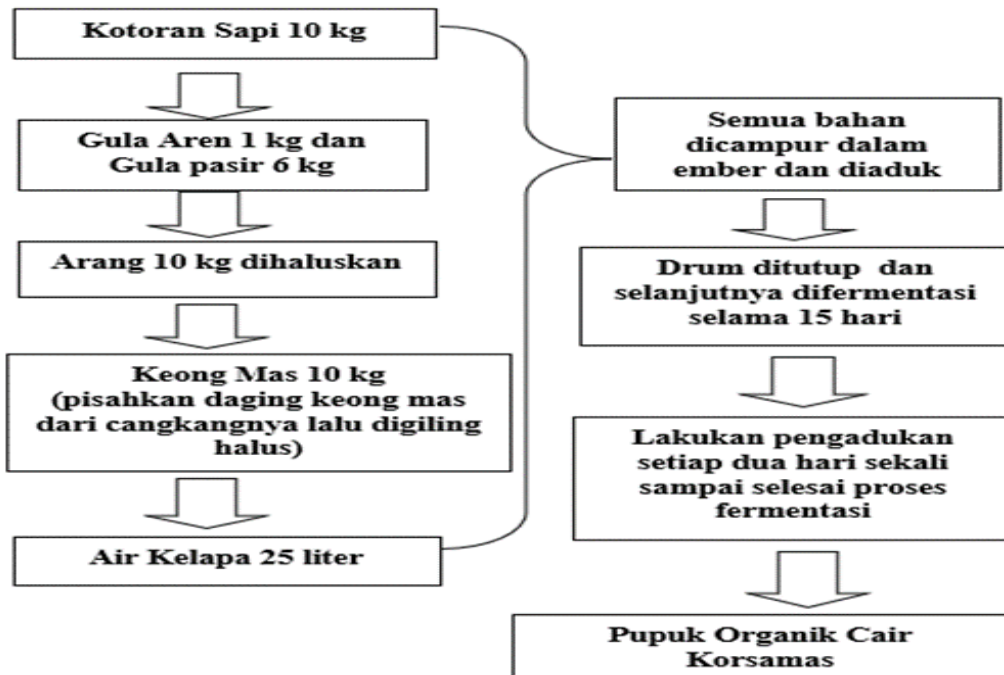 Kotoran Sapi 10 kg
Gula Aren 1 kg dan
Gula pasir 6 kg
Arang 10 kg dihaluskan
Keong Mas 10 kg
(pisahkan daging keong mas
dari cangkangnya lalu digiling
halus)
Air Kelapa 25 liter
Semua bahan
dicampur dalam
ember dan diaduk
Drum ditutup dan
selanjutnya difermentasi
selama 15 hari
Lakukan pengadukan
setiap dua hari sekali
sampai selesai proses
fermentasi
Pupuk Organik Cair
Korsamas